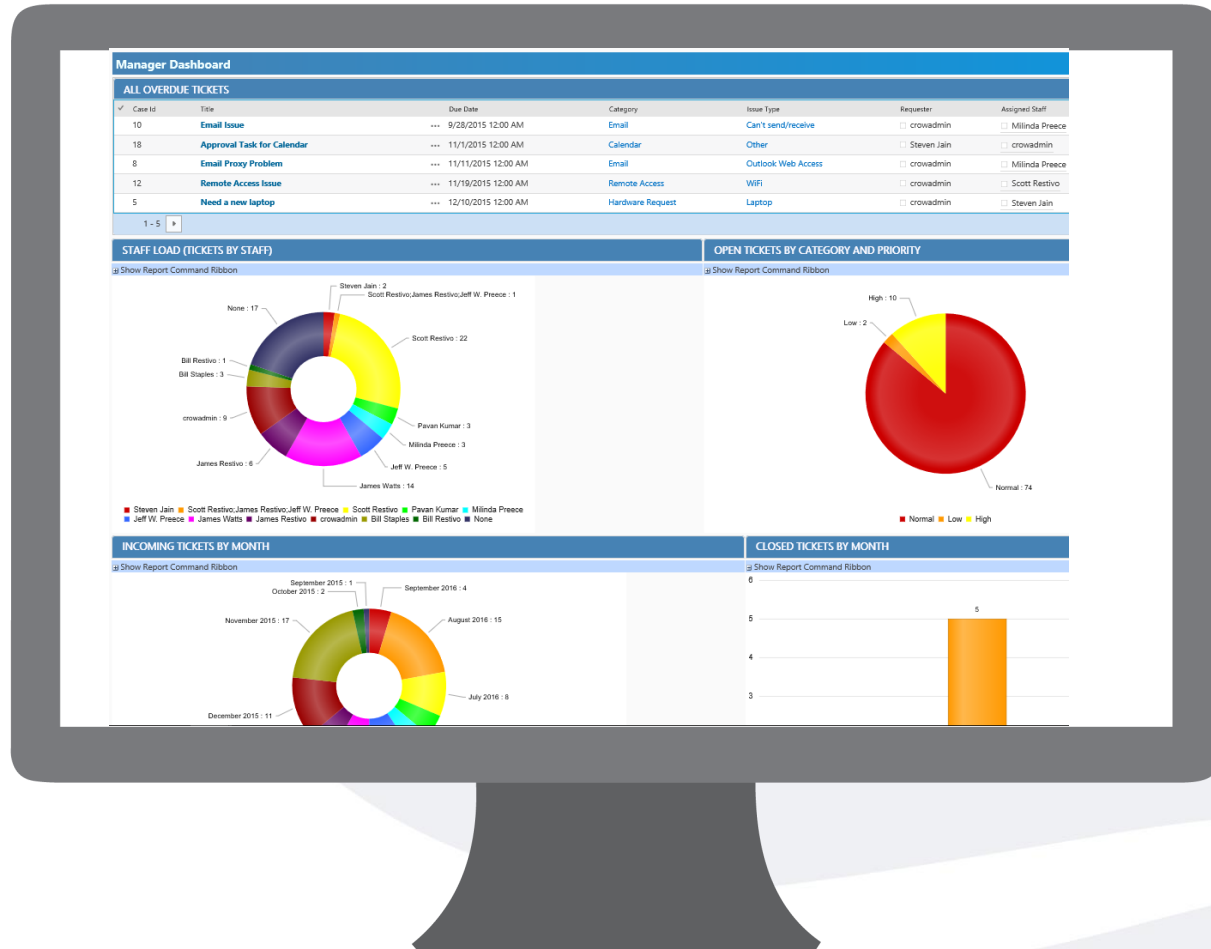 Manager Dashboard
ALL OVERDUE TICKETS
Case Id Title Due Date Category Issue Type Requester Assigned Staff
10 Email Issue ... 9/28/2015 12:00 AM Email Can't send/receive crowadmin Milinda Preece
18 Approval Task for Calendar ... 11/1/2015 12:00 AM Calendar Other Steven Jain crowadmin
8 Email Proxy Problem ... 11/11/2015 12:00 AM Email Outlook Web Access crowadmin Milinda Preece
12 Remote Access Issue ... 11/19/2015 12:00 AM Remote Access WiFi crowadmin Scott Restivo
5 Need a new laptop ... 12/10/2015 12:00 AM Hardware Request Laptop crowadmin Steven Jain
1 - 5
STAFF LOAD (TICKETS BY STAFF)
Show Report Command Ribbon
Steven Jain : 2
Scott Restivo;James Restivo;Jeff W. Preece : 1
None : 17
Scott Restivo : 22
Bill Restivo : 1
Bill Staples : 3
crowadmin : 9
Pavan Kumar : 3
Milinda Preece : 3
James Restivo : 6
Jeff W. Preece : 5
James Watts : 14
Steven Jain Scott Restivo;James Restivo;Jeff W. Preece Scott Restivo Pavan Kumar Milinda Preece
Jeff W. Preece James Watts James Restivo crowadmin Bill Staples Bill Restivo None
OPEN TICKETS BY CATEGORY AND PRIORITY
Show Report Command Ribbon
High : 10
Low : 2
Normal : 74
Normal Low High
INCOMING TICKETS BY MONTH
Show Report Command Ribbon
September 2015 : 1
October 2015 : 2
September 2016 : 4
November 2015 : 17
August 2016 : 15
July 2016 : 8
December 2015 : 11
CLOSED TICKETS BY MONTH
Show Report Command Ribbon
6
5
5
4
3